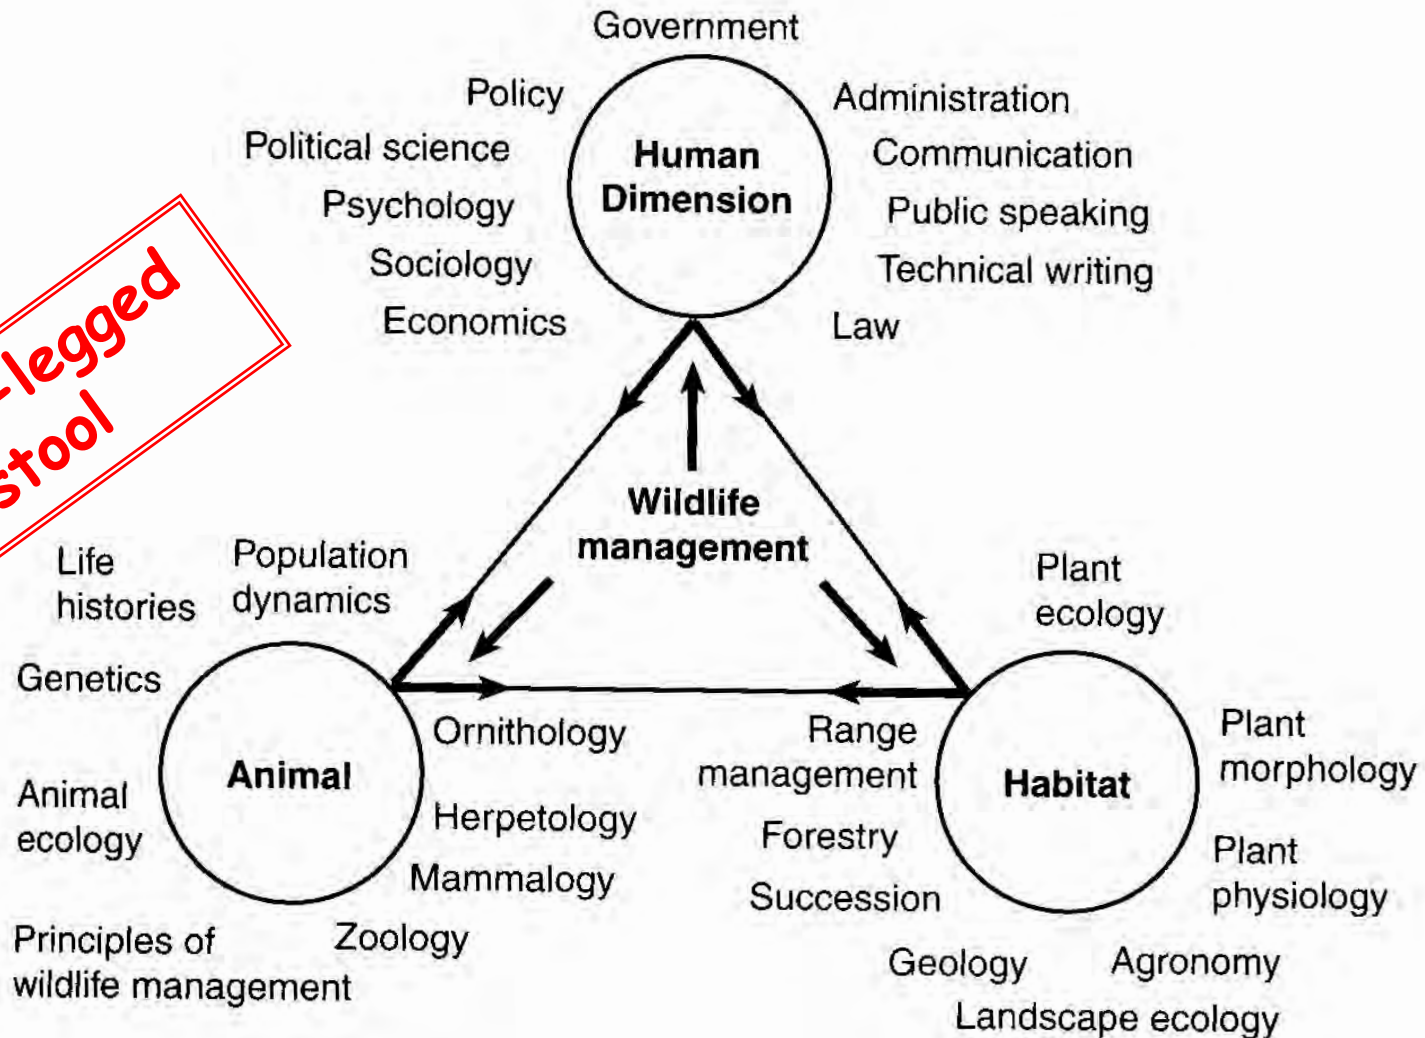 Government
Policy
Political science
Psychology
Sociology
Economics
Human
Dimension
Administration
Communication
Public speaking
Technical writing
Law
-legged
stool
Wildlife
management
Life
histories
Population
dynamics
Genetics
Animal
ecology
Principles of
wildlife management
Zoology
Animal
Ornithology
Herpetology
Mammalogy
Plant
ecology
Range
management
Forestry
Succession
Geology
Habitat
Plant
morphology
Plant
physiology
Agronomy
Landscape ecology